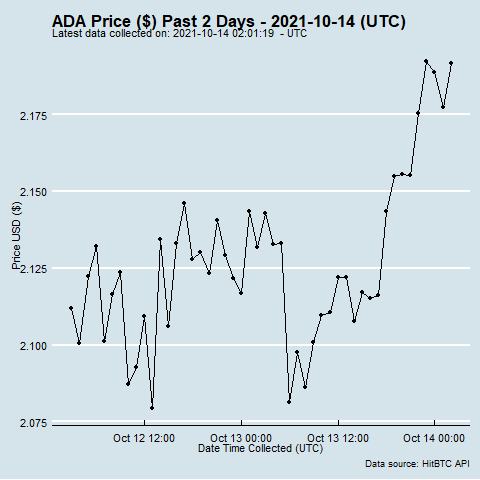 ADA Price ($) Past 2 Days - 2021-10-14 (UTC)
Latest data collected on: 2021-10-14 02:01:19 - UTC
2.175
2.150
2.125
2.100
2.075
Price USD ($)
Oct 12 12:00 Oct 13 00:00 Oct 13 12:00 Oct 14 00:00
Date Time Collected (UTC)
Data source: HitBTC API